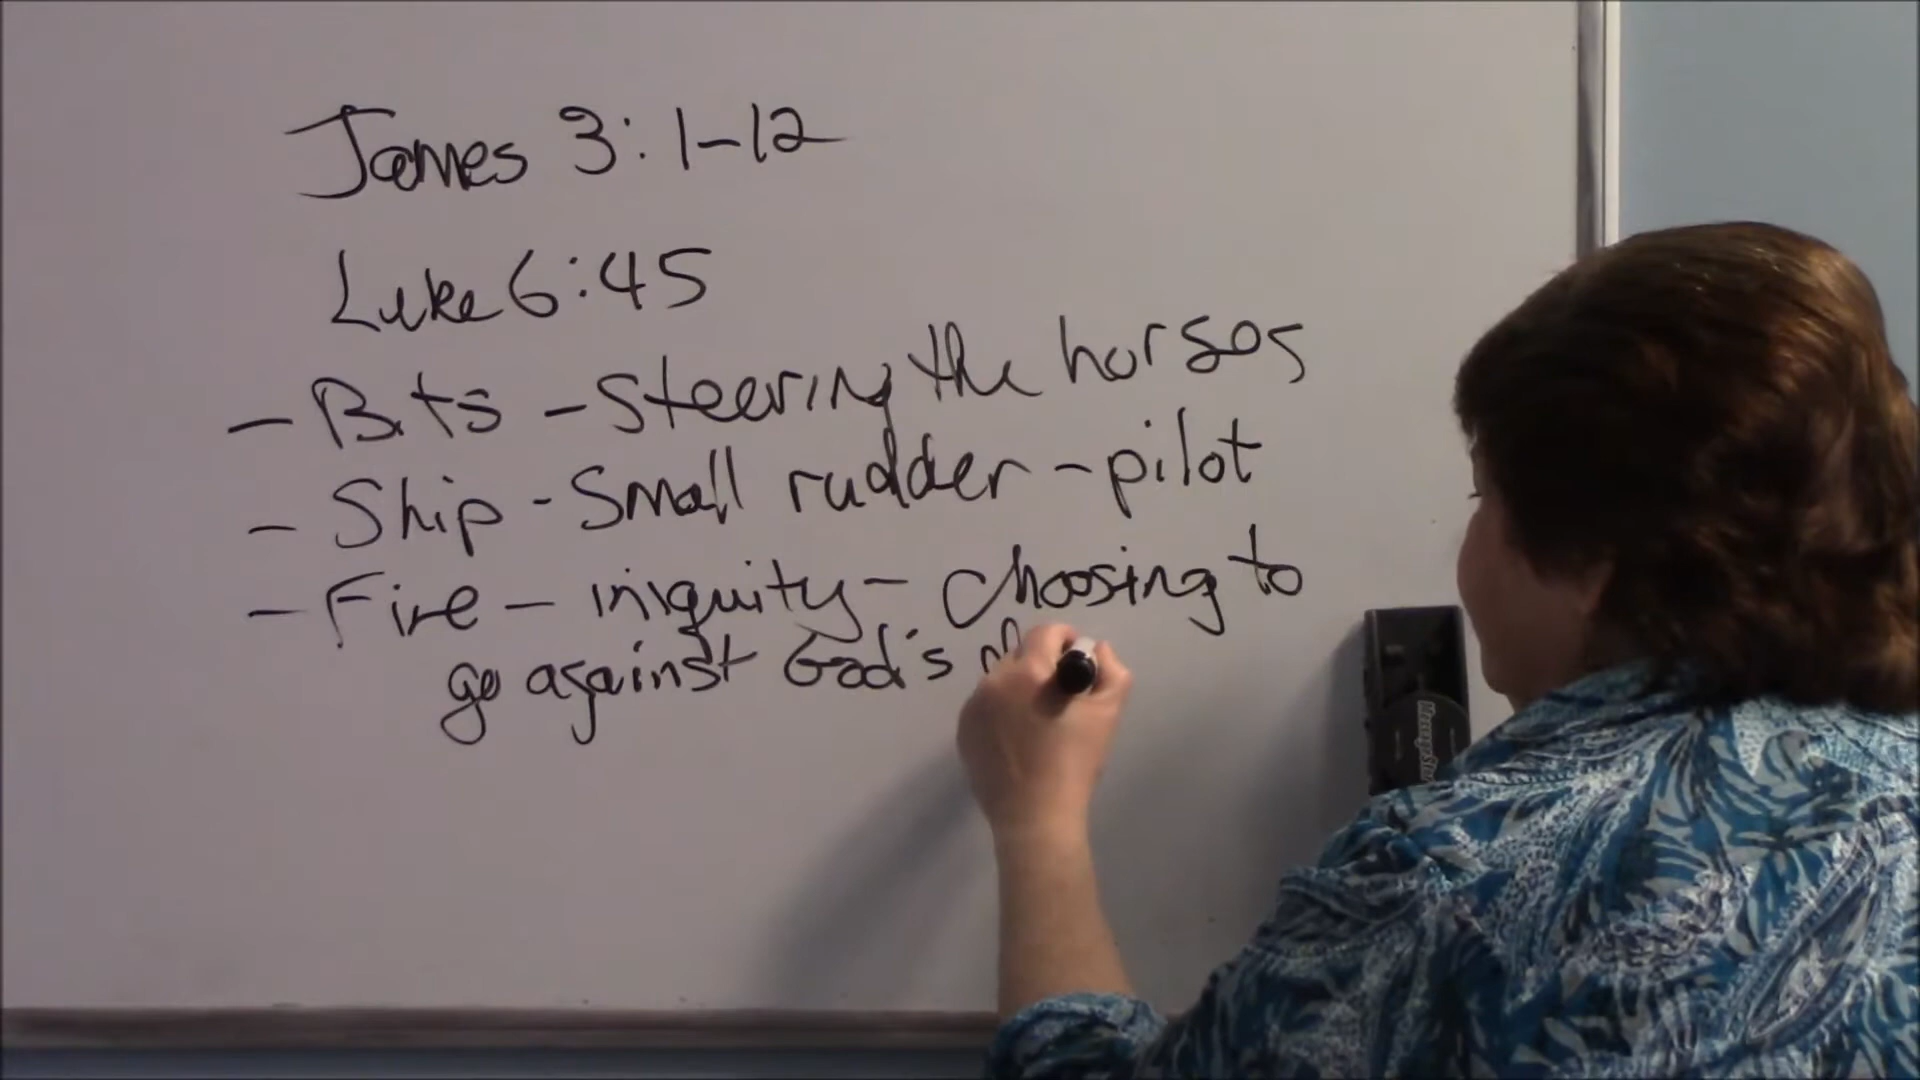 James 3:1-12
Luke 6:45
- Bits - Steering the horses
- Ship - Small rudder - pilot
- Fire - iniquity - choosing to
go against God's